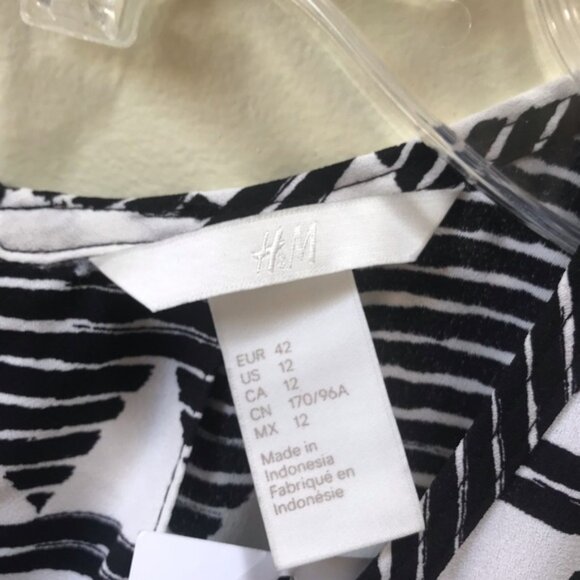 H&M
EUR 42
US 12
CA 12
CN 170/96A
MX 12
Made in
Indonesia
Fabriqué en
Indonésie